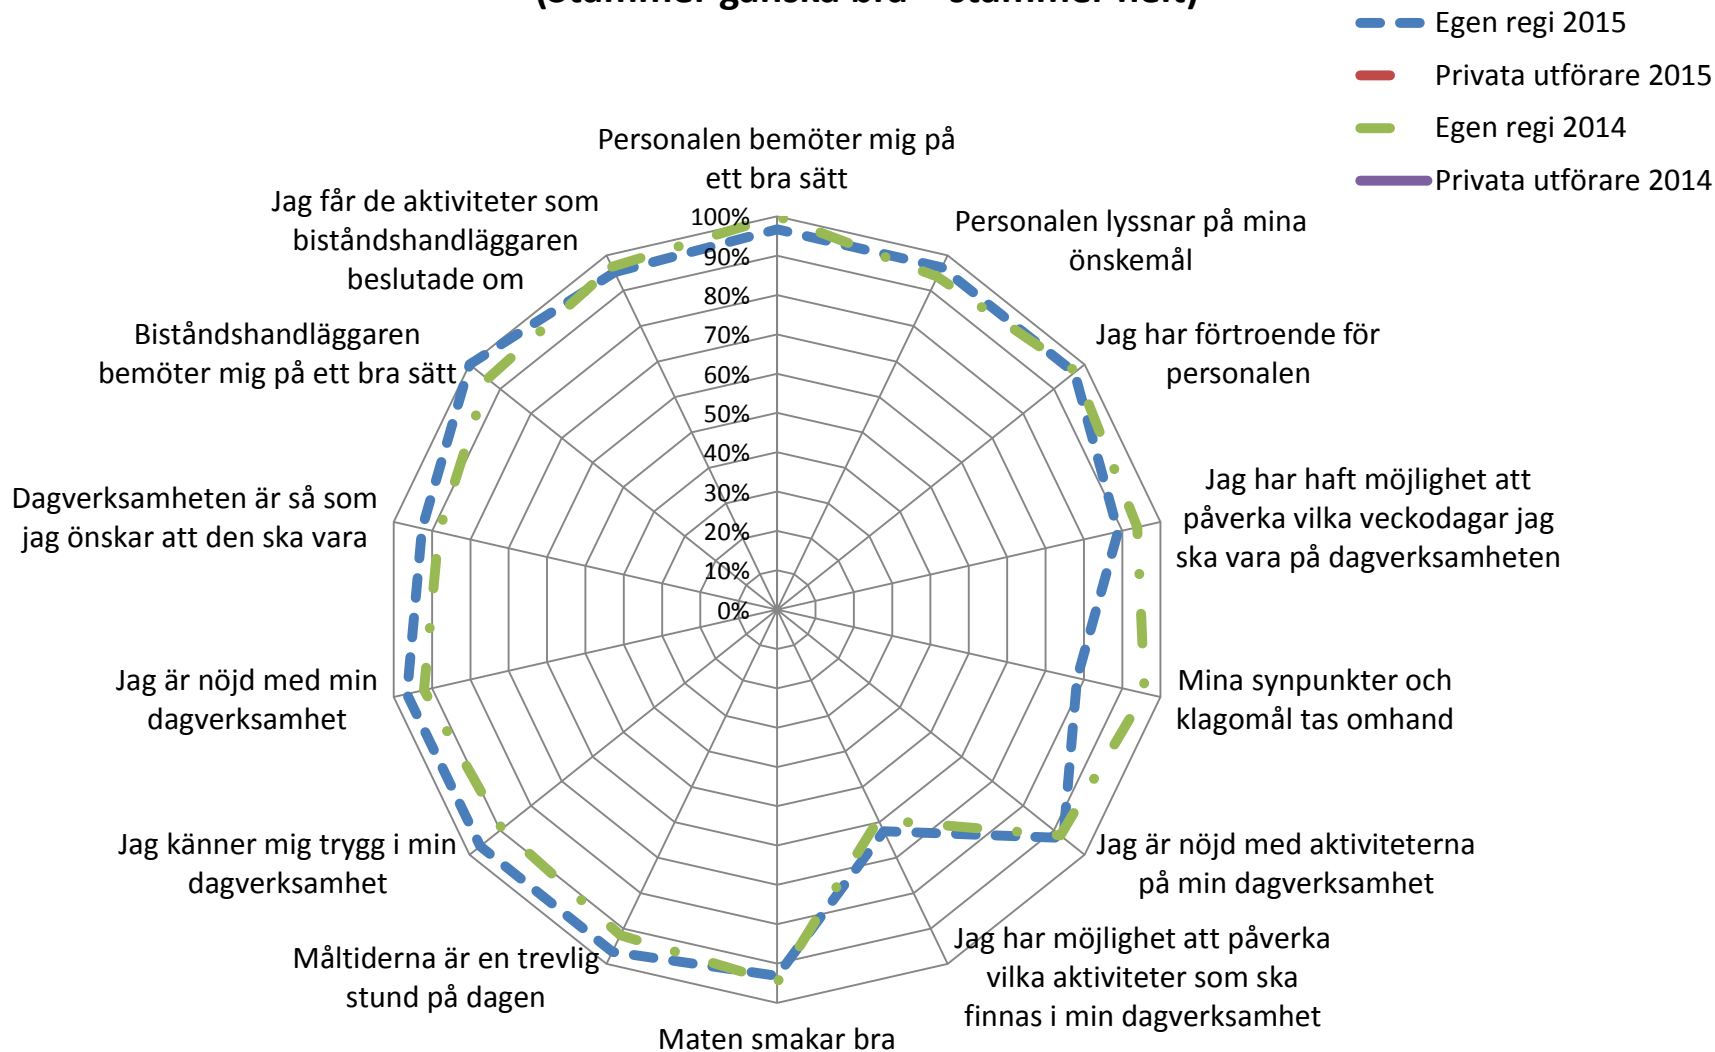 (Stämmer ganska bra – stämmer helt)
Egen regi 2015
Privata utförare 2015
Egen regi 2014
Privata utförare 2014
Personalen bemöter mig på
ett bra sätt
Personalen lyssnar på mina
önskemål
Jag har förtroende för
personalen
Jag har haft möjlighet att
påverka vilka veckodagar jag
ska vara på dagverksamheten
Mina synpunkter och
klagomål tas omhand
Jag är nöjd med aktiviteterna
på min dagverksamhet
Jag har möjlighet att påverka
vilka aktiviteter som ska
finnas i min dagverksamhet
Maten smakar bra
Måltiderna är en trevlig
stund på dagen
Jag känner mig trygg i min
dagverksamhet
Jag är nöjd med min
dagverksamhet
Dagverksamheten är så som
jag önskar att den ska vara
Biståndshandläggaren
bemöter mig på ett bra sätt
Jag får de aktiviteter som
biståndshandläggaren
beslutade om
100%
90%
80%
70%
60%
50%
40%
30%
20%
10%
0%